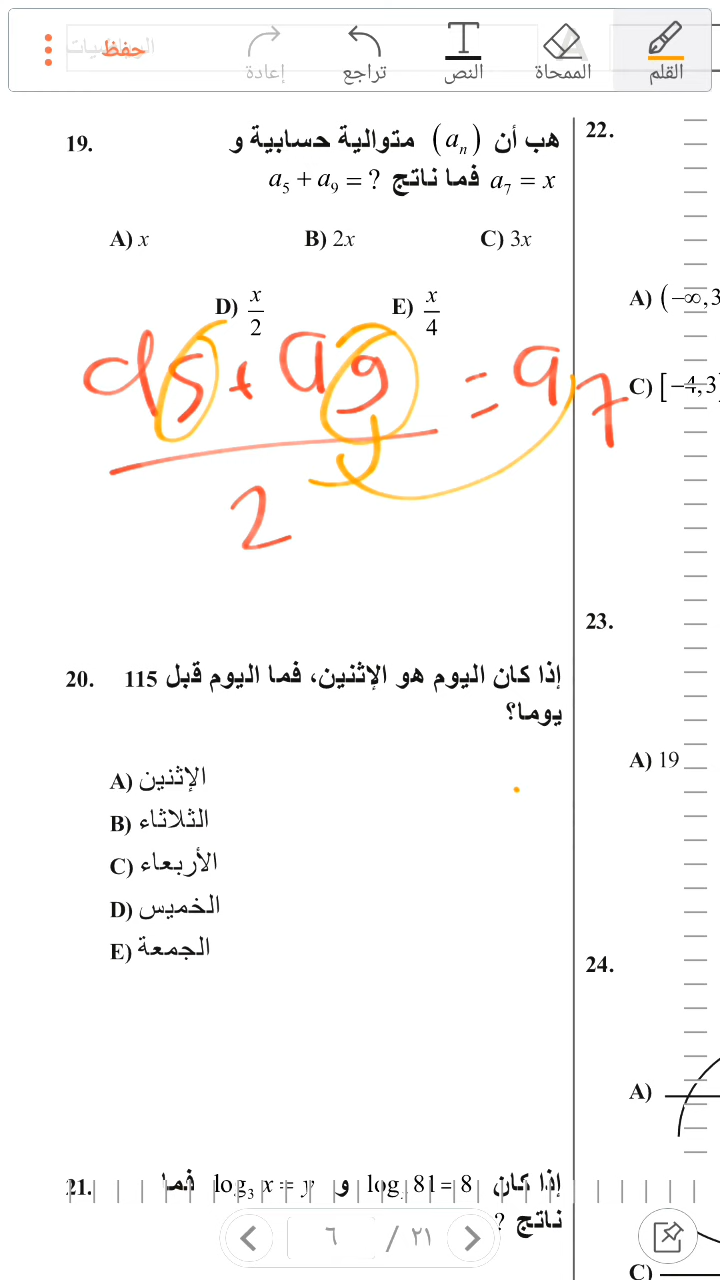 حفظ
إعادة
تراجع
النص
الممحاة
القلم
19. هب أن (aₙ) متوالية حسابية و
a₇ = x فما ناتج a₅ + a₉ = ?
A) x B) 2x C) 3x
D) x/2 E) x/4
a5 + a9 = a7
2
20. إذا كان اليوم هو الإثنين، فما اليوم قبل 115
يوما؟
A) الإثنين
B) الثلاثاء
C) الأربعاء
D) الخميس
E) الجمعة
21. إذا كان log 81 = 8 و log₃ x = y فما
ناتج ?
22.
A) (−∞,3
C) [−4,3]
23.
A) 19
24.
A)
C)
٦ / ٢١